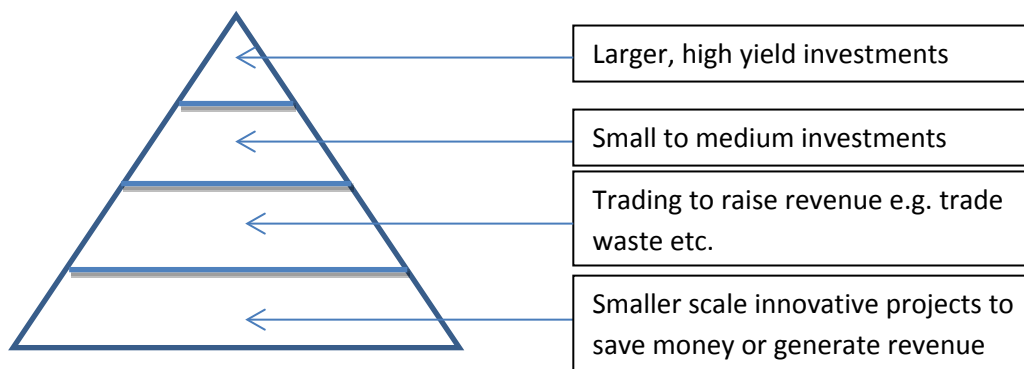 Larger, high yield investments
Small to medium investments
Trading to raise revenue e.g. trade
waste etc.
Smaller scale innovative projects to
save money or generate revenue